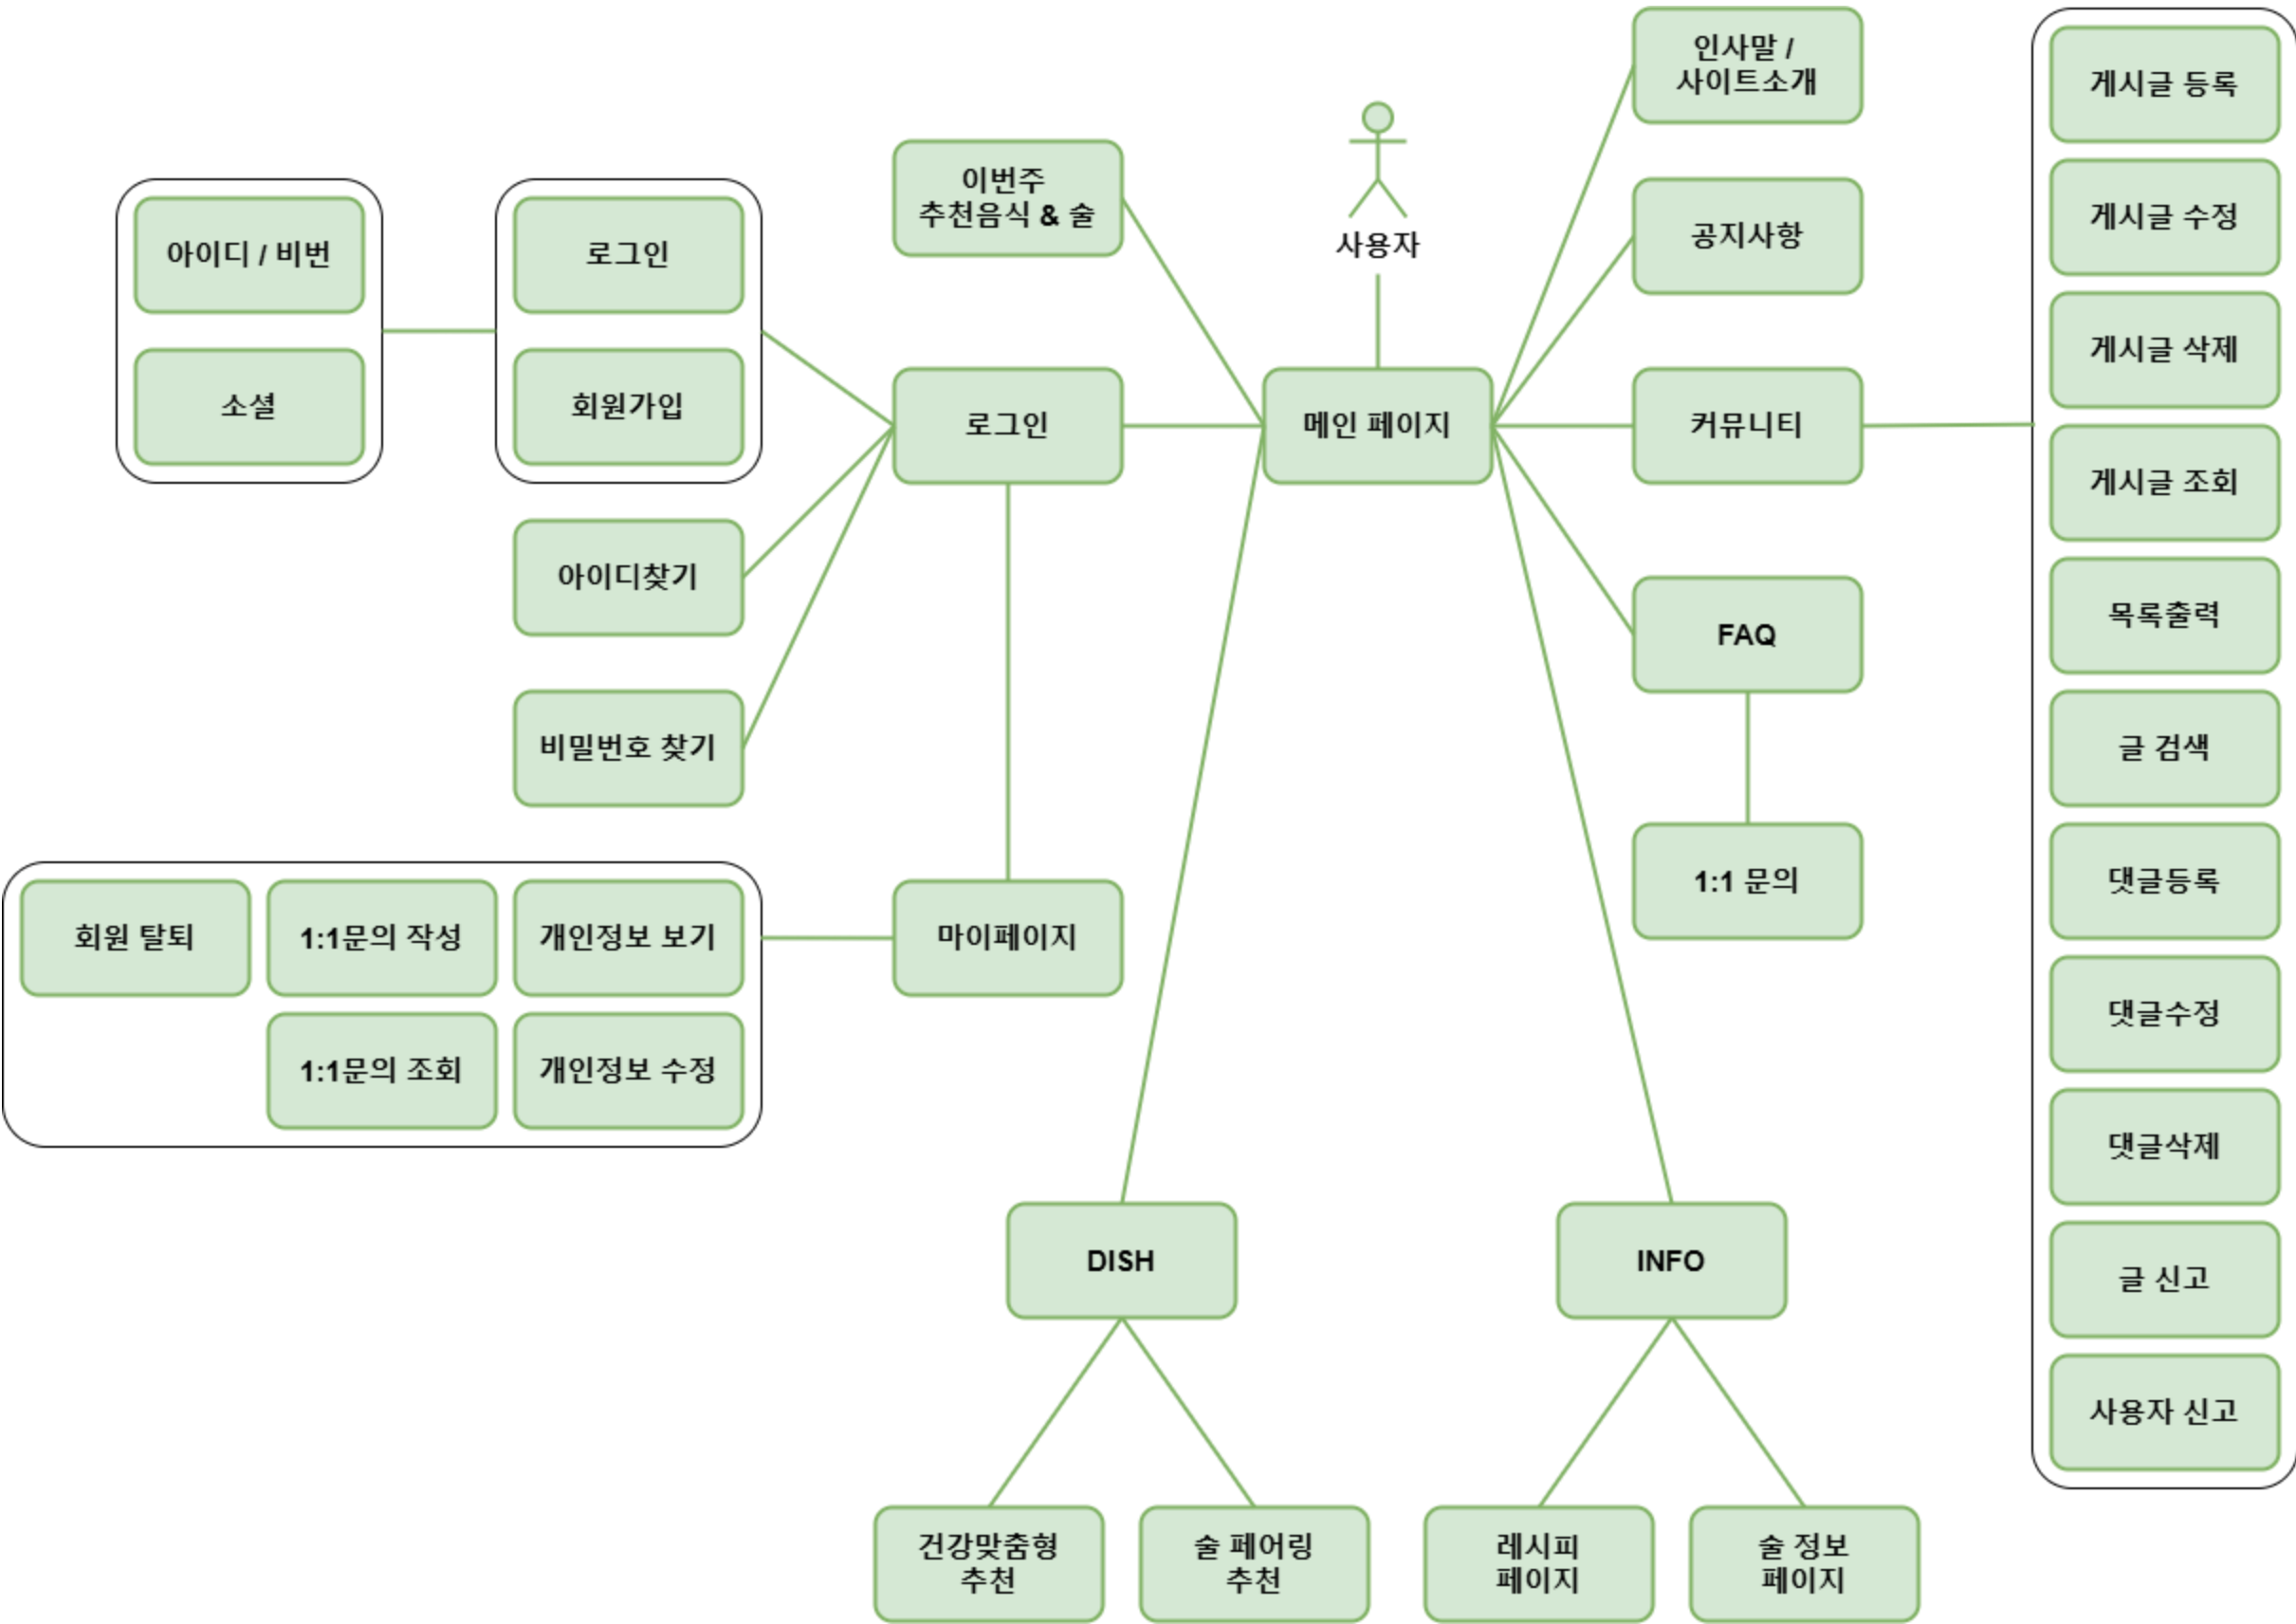 인사말 /
사이트소개
게시글 등록
이번주
추천음식 & 술
사용자
공지사항
게시글 수정
아이디 / 비번
로그인
게시글 삭제
소셜
회원가입
로그인
메인 페이지
커뮤니티
게시글 조회
아이디찾기
FAQ
목록출력
비밀번호 찾기
글 검색
1:1 문의
댓글등록
회원 탈퇴
1:1문의 작성
개인정보 보기
마이페이지
댓글수정
1:1문의 조회
개인정보 수정
댓글삭제
DISH
INFO
글 신고
사용자 신고
건강맞춤형
추천
술 페어링
추천
레시피
페이지
술 정보
페이지